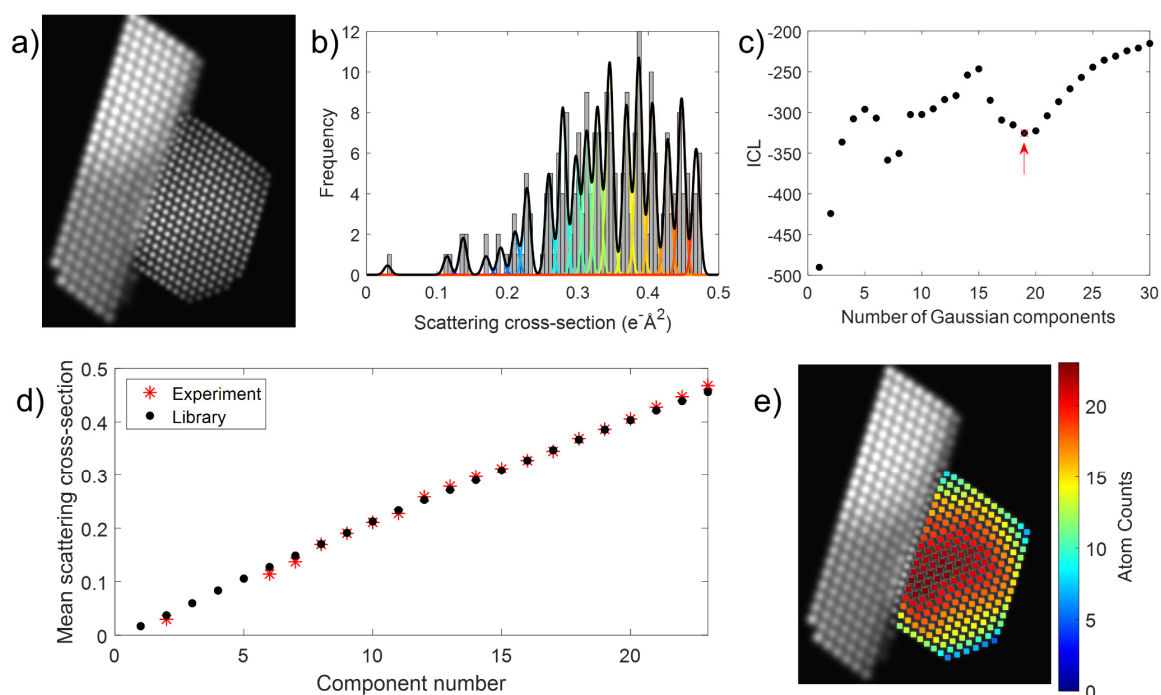 a)
b)
12
10
8
6
4
2
0
Frequency
0 0.1 0.2 0.3 0.4 0.5
Scattering cross-section (e⁻Å²)
c)
-200
-250
-300
-350
-400
-450
-500
ICL
0 5 10 15 20 25 30
Number of Gaussian components
d)
0.5
0.4
0.3
0.2
0.1
0
Mean scattering cross-section
Experiment
Library
0 5 10 15 20
Component number
e)
20
15
10
5
0
Atom Counts